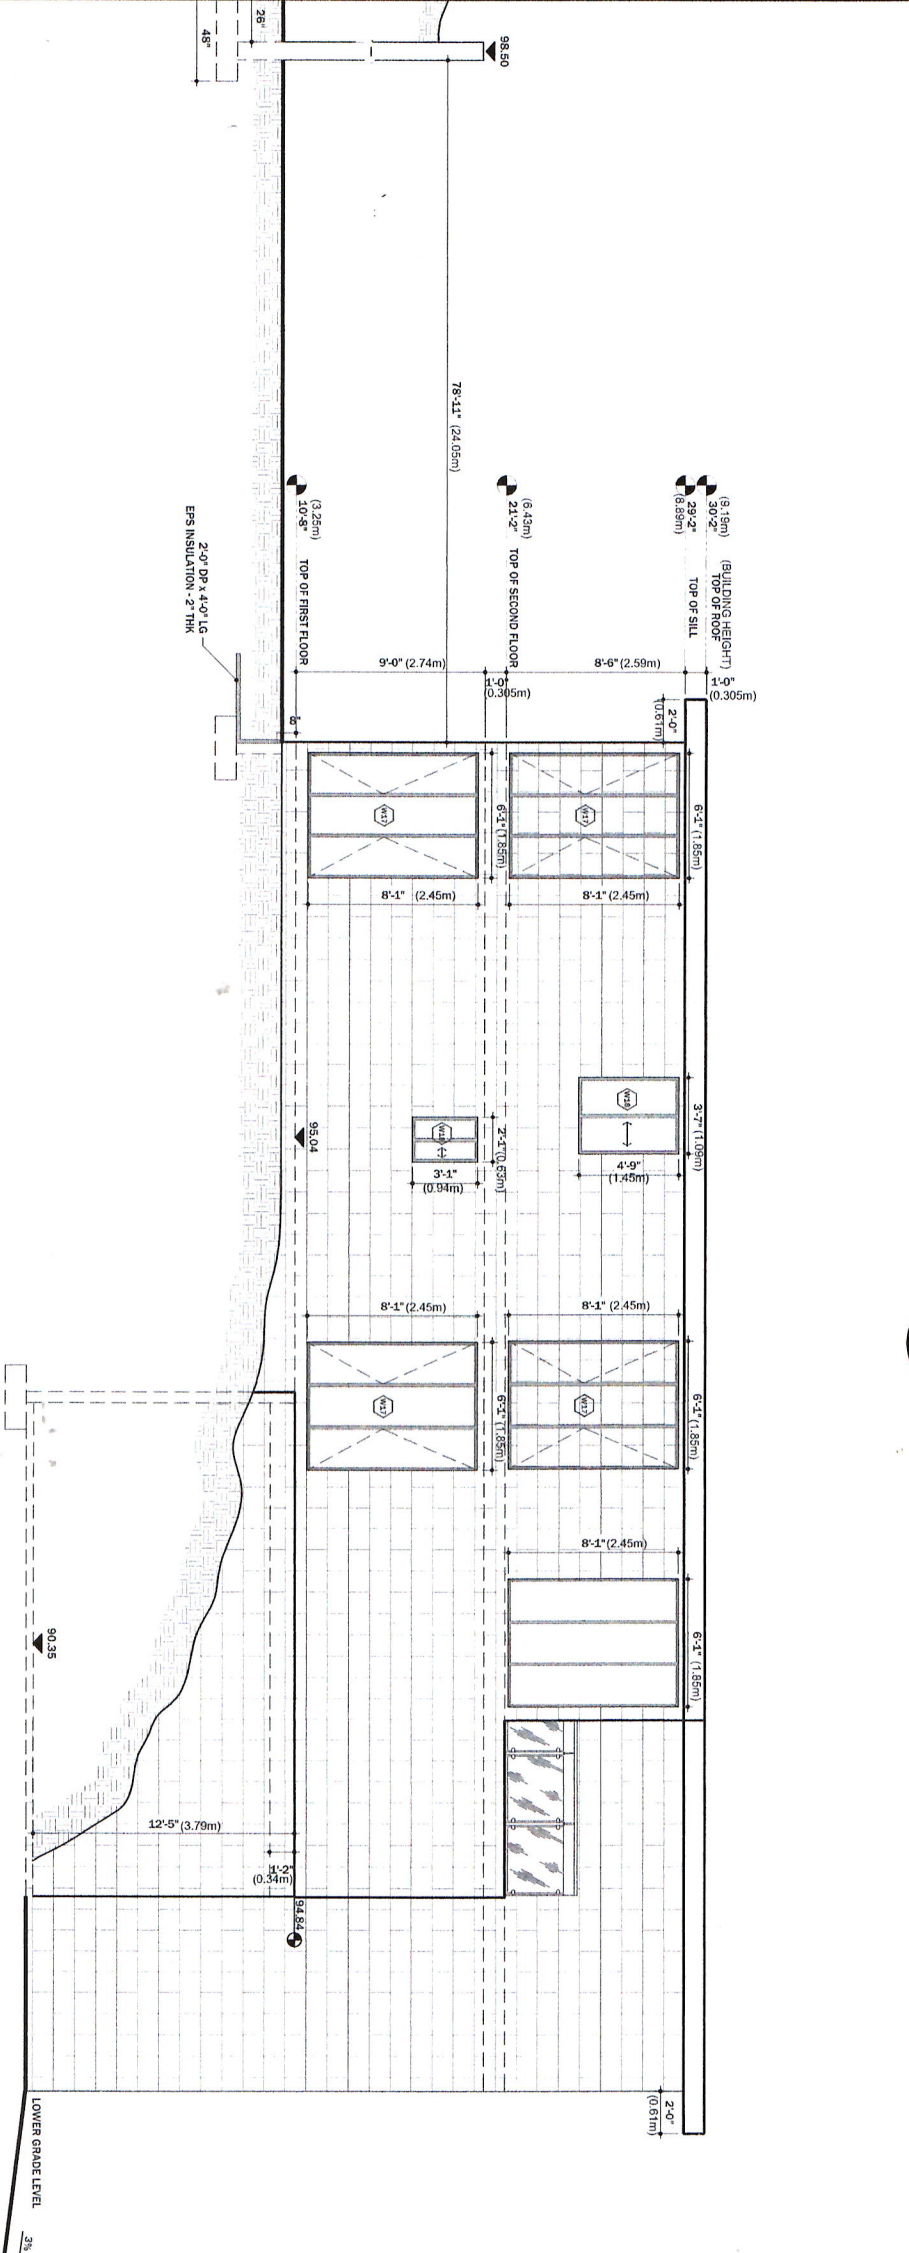 26"
48"
98.50
78'-11" (24.05m)
(9.19m)
30'-2"
(BUILDING HEIGHT)
TOP OF ROOF
29'-2"
(8.89m)
TOP OF SILL
(6.43m)
21'-2"
TOP OF SECOND FLOOR
(3.25m)
10'-8"
TOP OF FIRST FLOOR
2'-0" DP x 4'-0" LG
EPS INSULATION - 2" THK
1'-0"
(0.305m)
8'-6" (2.59m)
1'-0"
(0.305m)
9'-0" (2.74m)
8"
2'-0"
(0.61m)
6'-1" (1.85m)
W17
8'-1" (2.45m)
6'-1" (1.85m)
W17
8'-1" (2.45m)
3'-7" (1.09m)
W18
4'-9"
(1.45m)
2'-1" (0.63m)
3'-1"
(0.94m)
95.04
8'-1" (2.45m)
6'-1" (1.85m)
W17
8'-1" (2.45m)
6'-1" (1.85m)
W17
8'-1" (2.45m)
6'-1" (1.85m)
90.35
12'-5" (3.79m)
1'-2"
(0.34m)
94.84
2'-0"
(0.61m)
LOWER GRADE LEVEL
3%